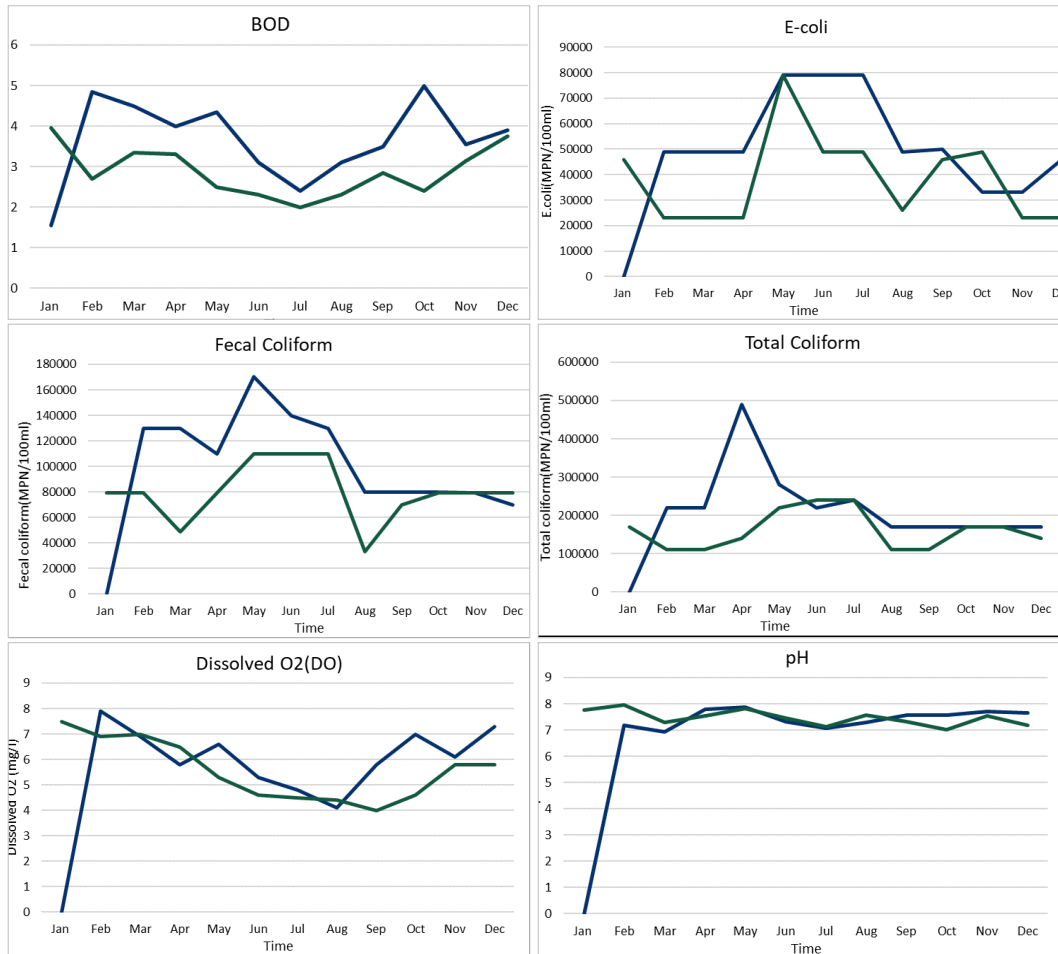 BOD
6
5
4
3
2
1
0
Jan Feb Mar Apr May Jun Jul Aug Sep Oct Nov Dec
E-coli
E.coli(MPN/100ml)
90000
80000
70000
60000
50000
40000
30000
20000
10000
0
Jan Feb Mar Apr May Jun Jul Aug Sep Oct Nov
Time
Fecal Coliform
Fecal coliform(MPN/100ml)
180000
160000
140000
120000
100000
80000
60000
40000
20000
0
Jan Feb Mar Apr May Jun Jul Aug Sep Oct Nov Dec
Time
Total Coliform
Total coliform(MPN/100ml)
600000
500000
400000
300000
200000
100000
0
Jan Feb Mar Apr May Jun Jul Aug Sep Oct Nov Dec
Time
Dissolved O2(DO)
Dissolved O2 (mg/l)
9
8
7
6
5
4
3
2
1
0
Jan Feb Mar Apr May Jun Jul Aug Sep Oct Nov Dec
Time
pH
9
8
7
6
5
4
3
2
1
0
Jan Feb Mar Apr May Jun Jul Aug Sep Oct Nov Dec
Time